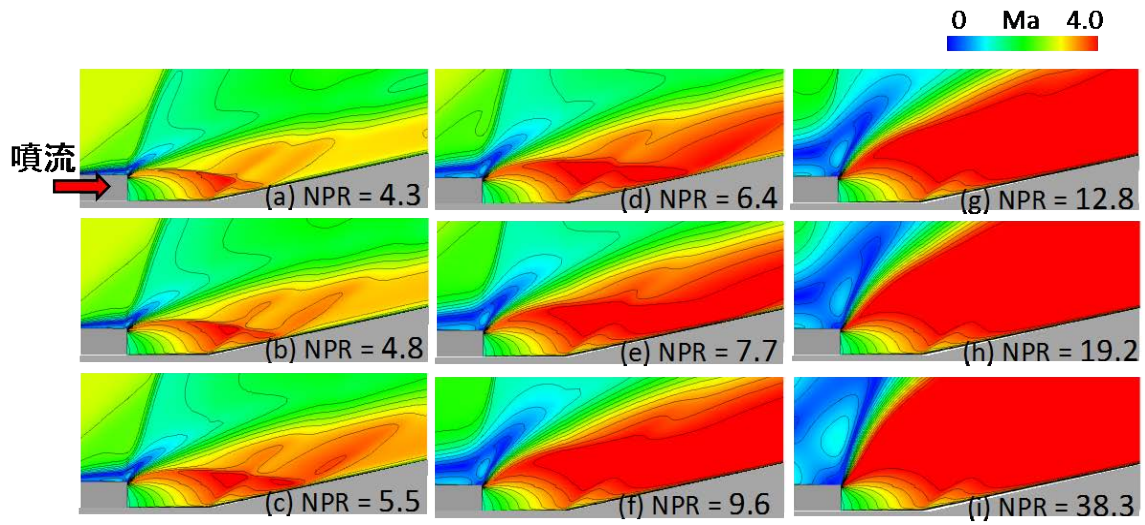 0 Ma 4.0
噴流
(a) NPR = 4.3
(d) NPR = 6.4
(g) NPR = 12.8
(b) NPR = 4.8
(e) NPR = 7.7
(h) NPR = 19.2
(c) NPR = 5.5
(f) NPR = 9.6
(i) NPR = 38.3